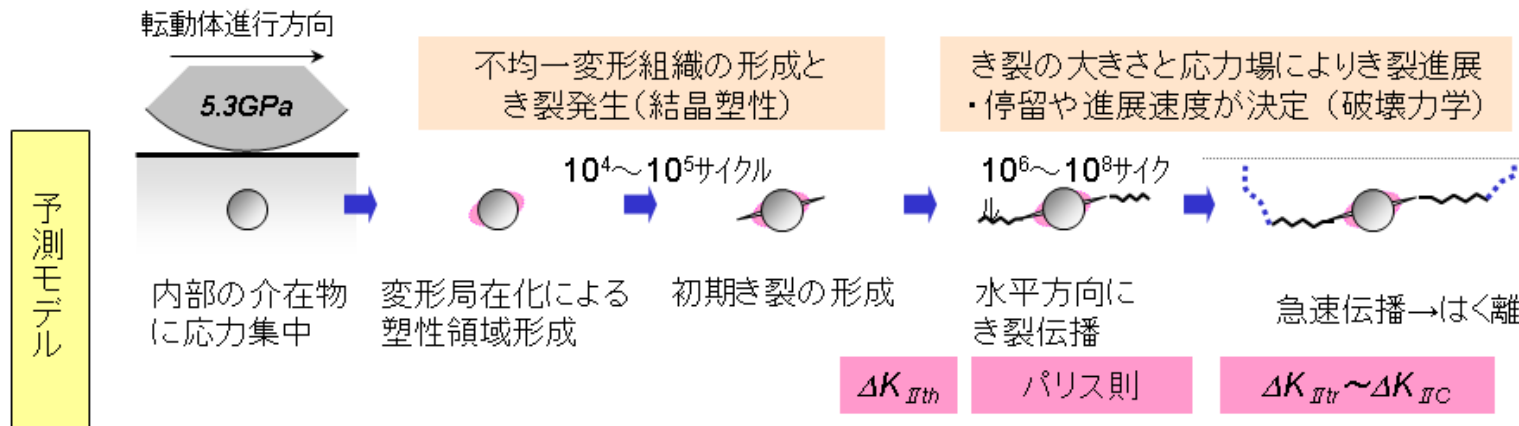 転動体進行方向
5.3GPa
不均一変形組織の形成と
き裂発生(結晶塑性)
き裂の大きさと応力場によりき裂進展
・停留や進展速度が決定（破壊力学）
予測モデル
10⁴～10⁵サイクル
10⁶～10⁸サイク
ル
内部の介在物
に応力集中
変形局在化による
塑性領域形成
初期き裂の形成
水平方向に
き裂伝播
急速伝播→はく離
ΔK_Ⅱth
パリス則
ΔK_Ⅱtr～ΔK_ⅡC